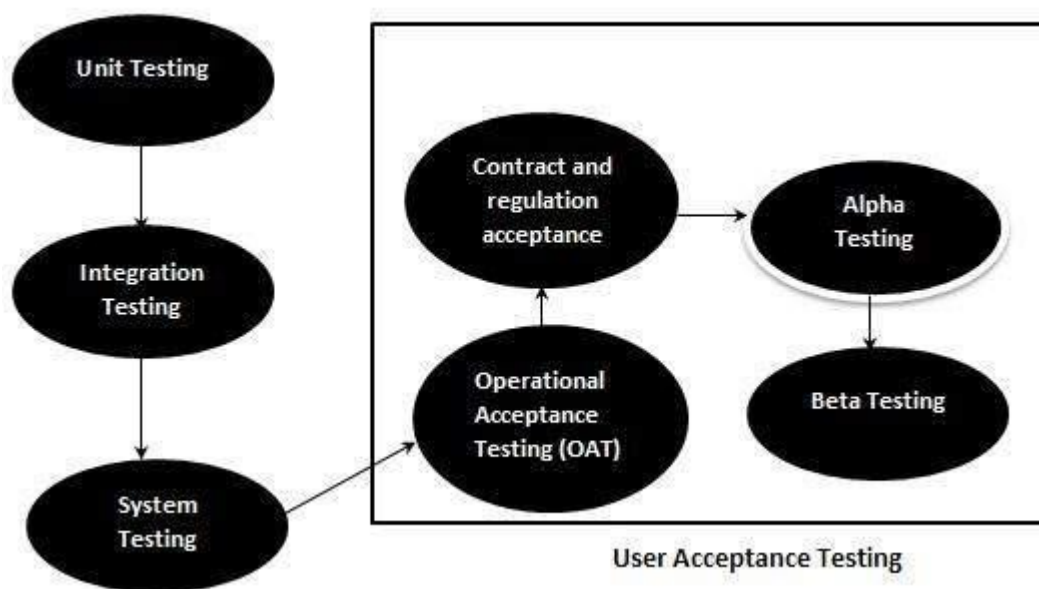 Unit Testing
Integration
Testing
System
Testing
Operational
Acceptance
Testing (OAT)
Contract and
regulation
acceptance
Alpha
Testing
Beta Testing
User Acceptance Testing